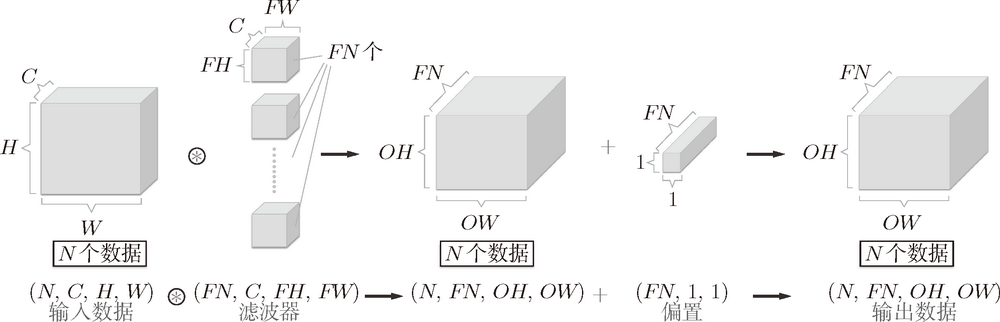 FW
C
FH
FN个
C
H
W
N个数据
FN
OH
OW
N个数据
+
FN
1
1
FN
OH
OW
N个数据
(N, C, H, W) ⊛ (FN, C, FH, FW) → (N, FN, OH, OW) + (FN, 1, 1) → (N, FN, OH, OW)
输入数据 滤波器 偏置 输出数据